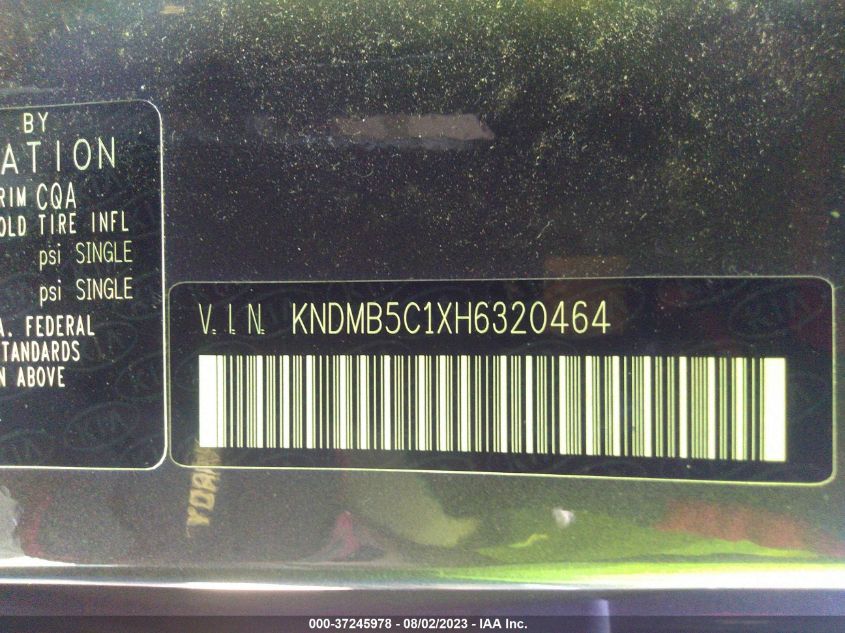 BY
ATION
RIM CQA
OLD TIRE INFL
psi SINGLE
psi SINGLE
A. FEDERAL
TANDARDS
N ABOVE
V.I.N. KNDMB5C1XH6320464
000-37245978 - 08/02/2023 - IAA Inc.